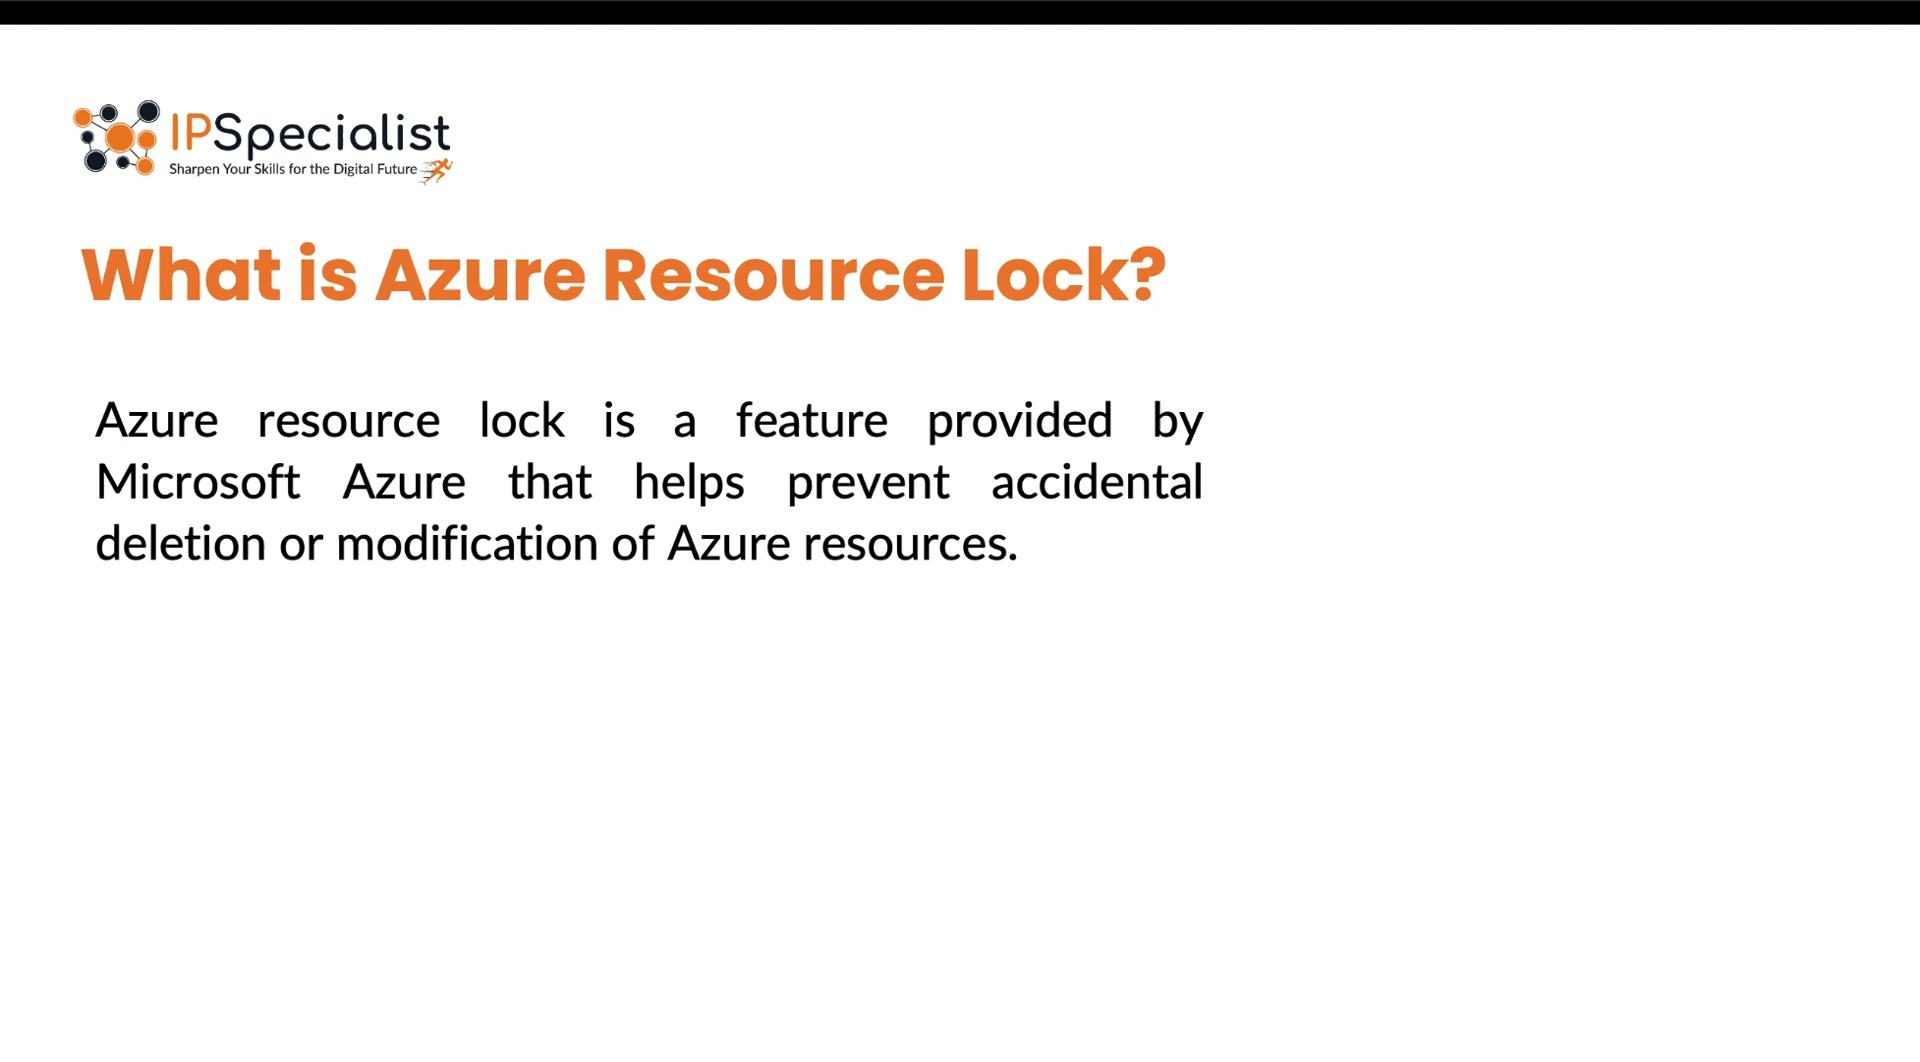 IPSpecialist
Sharpen Your Skills for the Digital Future
What is Azure Resource Lock?
Azure resource lock is a feature provided by
Microsoft Azure that helps prevent accidental
deletion or modification of Azure resources.